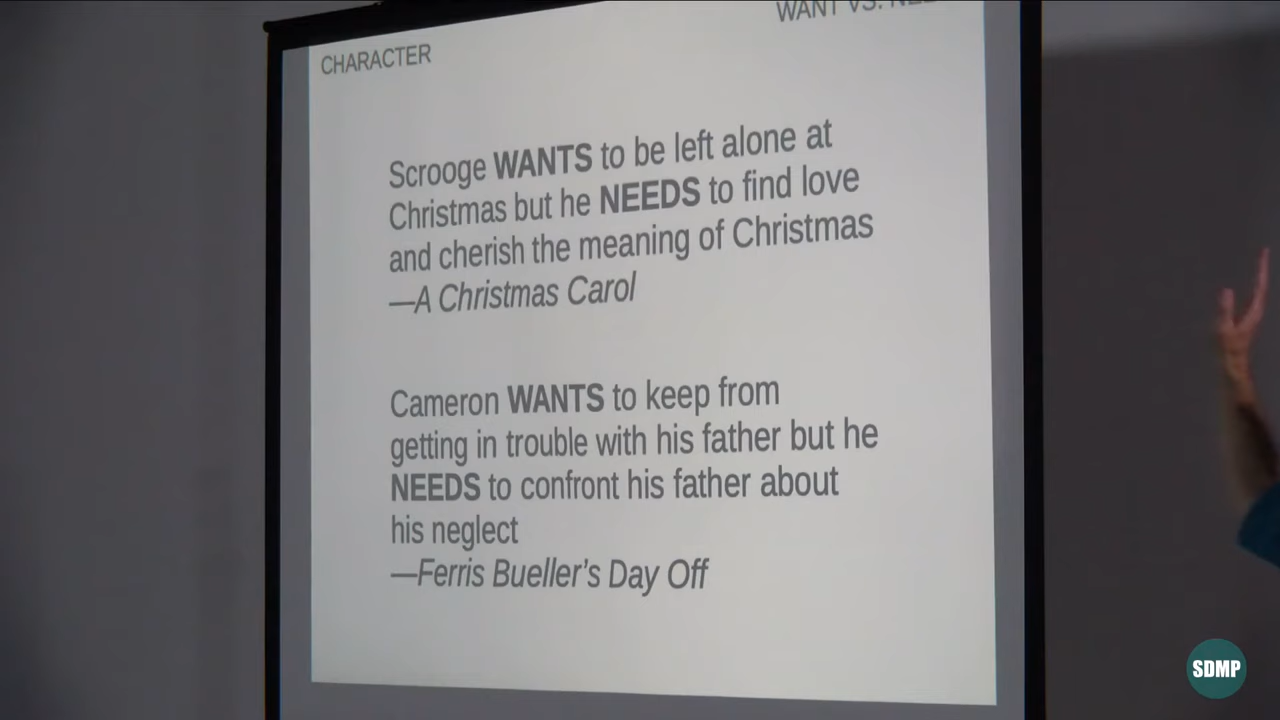 CHARACTER
WANT VS.
Scrooge WANTS to be left alone at
Christmas but he NEEDS to find love
and cherish the meaning of Christmas
—A Christmas Carol
Cameron WANTS to keep from
getting in trouble with his father but he
NEEDS to confront his father about
his neglect
—Ferris Bueller's Day Off
SDMP